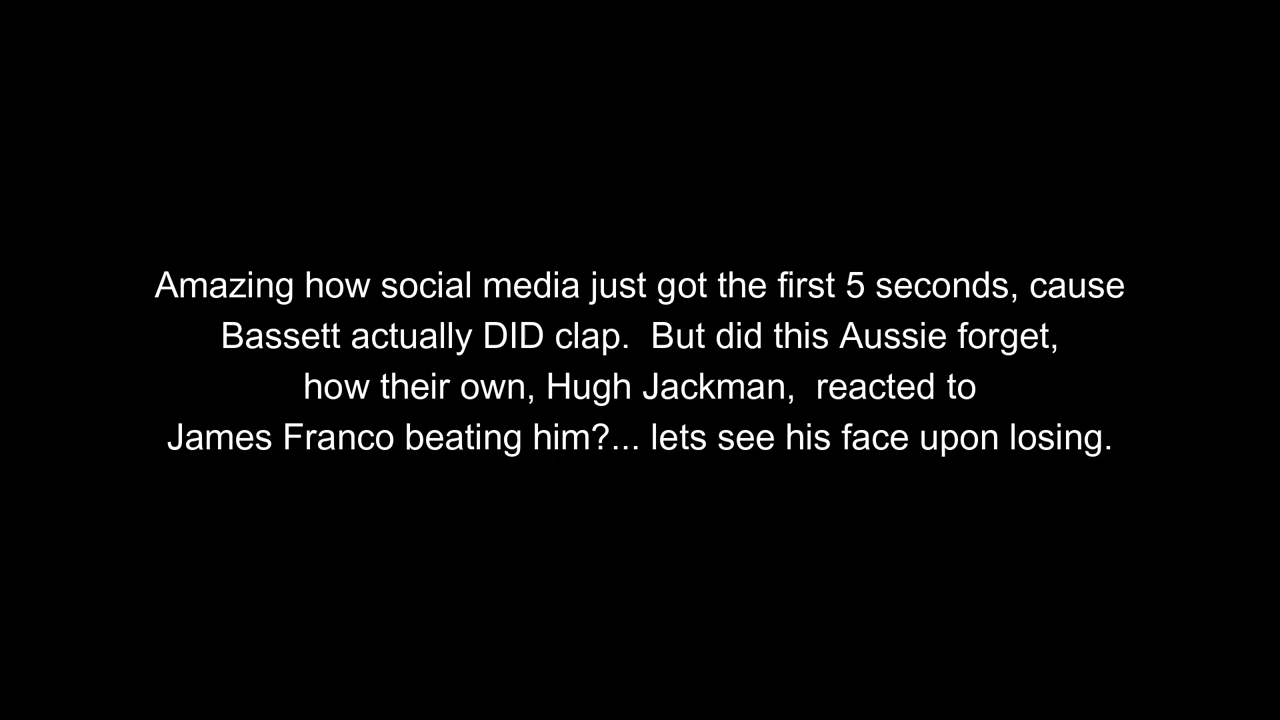 Amazing how social media just got the first 5 seconds, cause
Bassett actually DID clap.  But did this Aussie forget,
how their own, Hugh Jackman,  reacted to
James Franco beating him?... lets see his face upon losing.